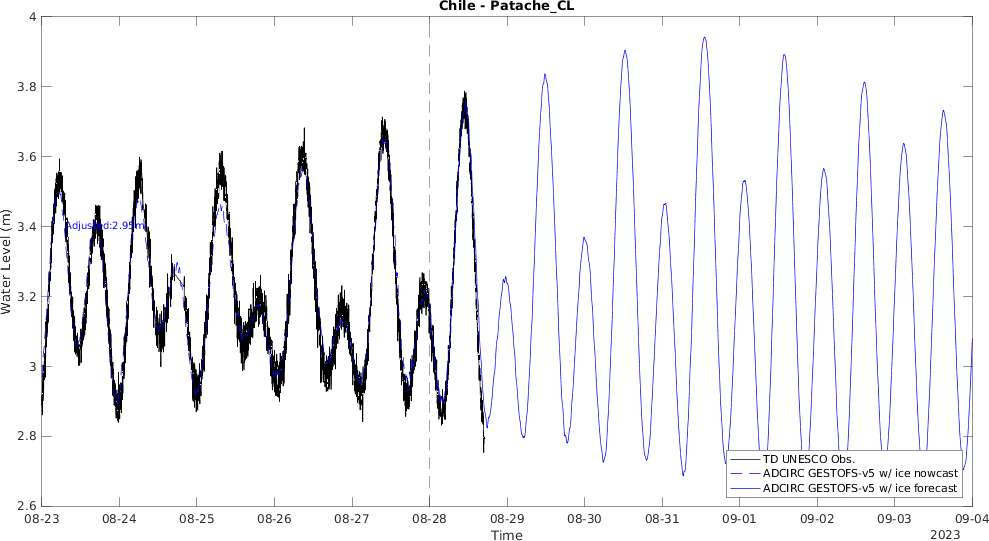 Chile - Patache_CL
4
3.8
3.6
3.4
3.2
3
2.8
2.6
Water Level (m)
Adjusted:2.95m
TD UNESCO Obs.
ADCIRC GESTOFS-v5 w/ ice nowcast
ADCIRC GESTOFS-v5 w/ ice forecast
08-23 08-24 08-25 08-26 08-27 08-28 08-29 08-30 08-31 09-01 09-02 09-03 09-04
Time
2023